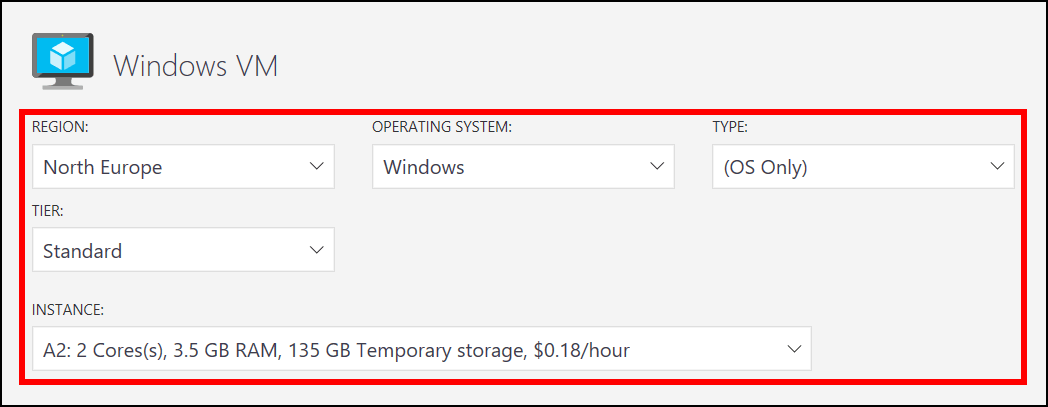 Windows VM
REGION: OPERATING SYSTEM: TYPE:
North Europe Windows (OS Only)
TIER:
Standard
INSTANCE:
A2: 2 Cores(s), 3.5 GB RAM, 135 GB Temporary storage, $0.18/hour